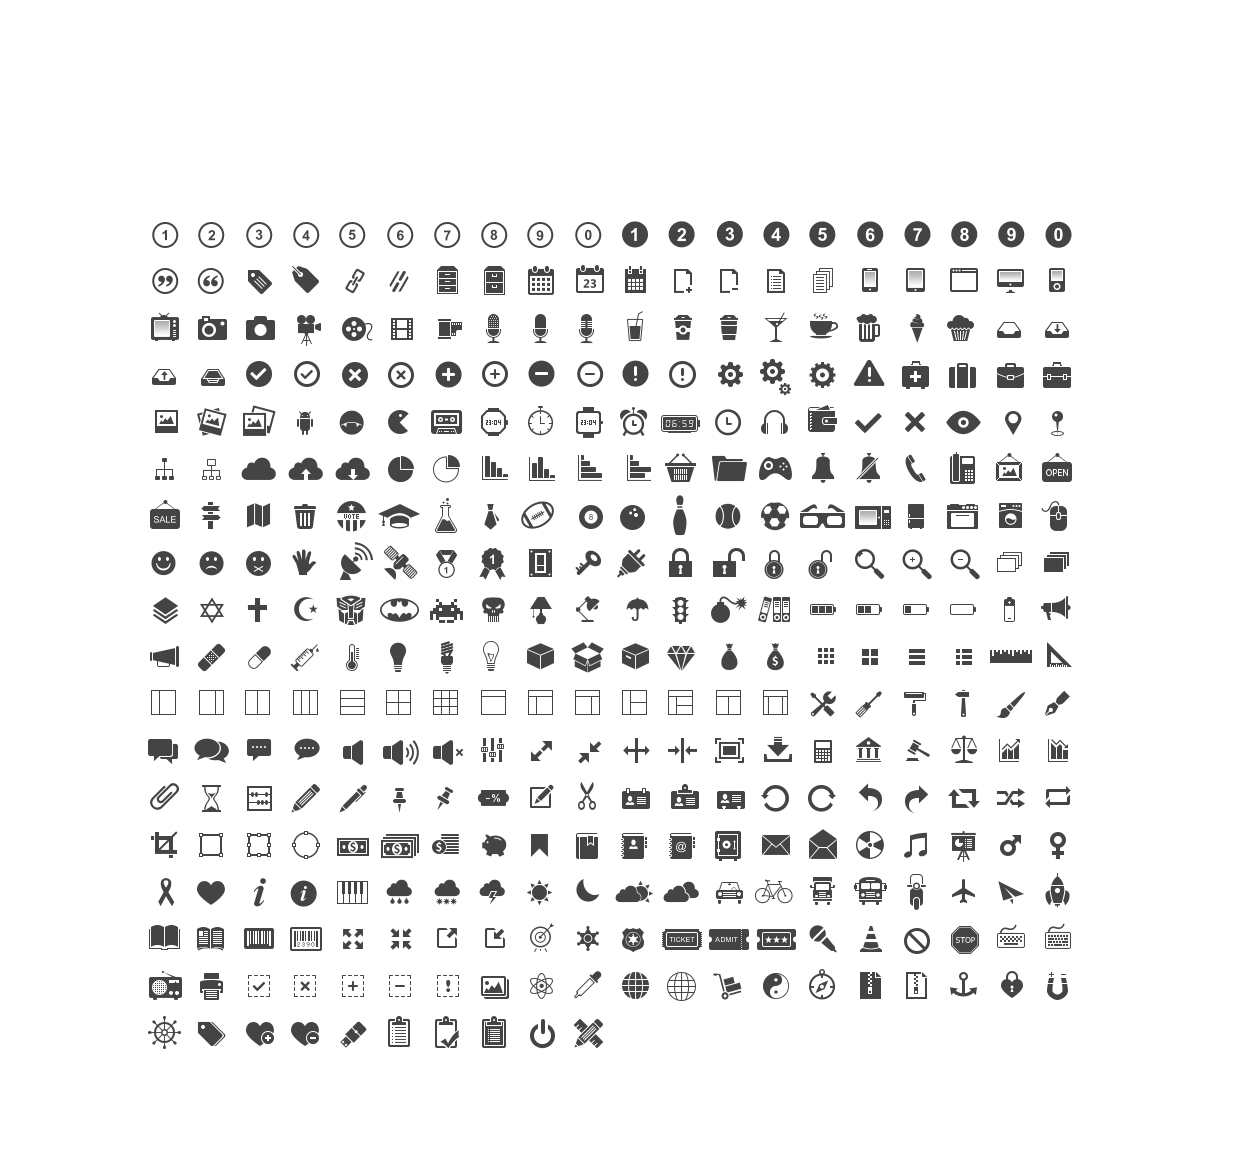 1 2 3 4 5 6 7 8 9 0 1 2 3 4 5 6 7 8 9 0
23
23:04 23:04 06:59
OPEN
SALE VOTE 8
1 1
$
-%
$ $ @
i i
2390 TICKET ADMIT STOP